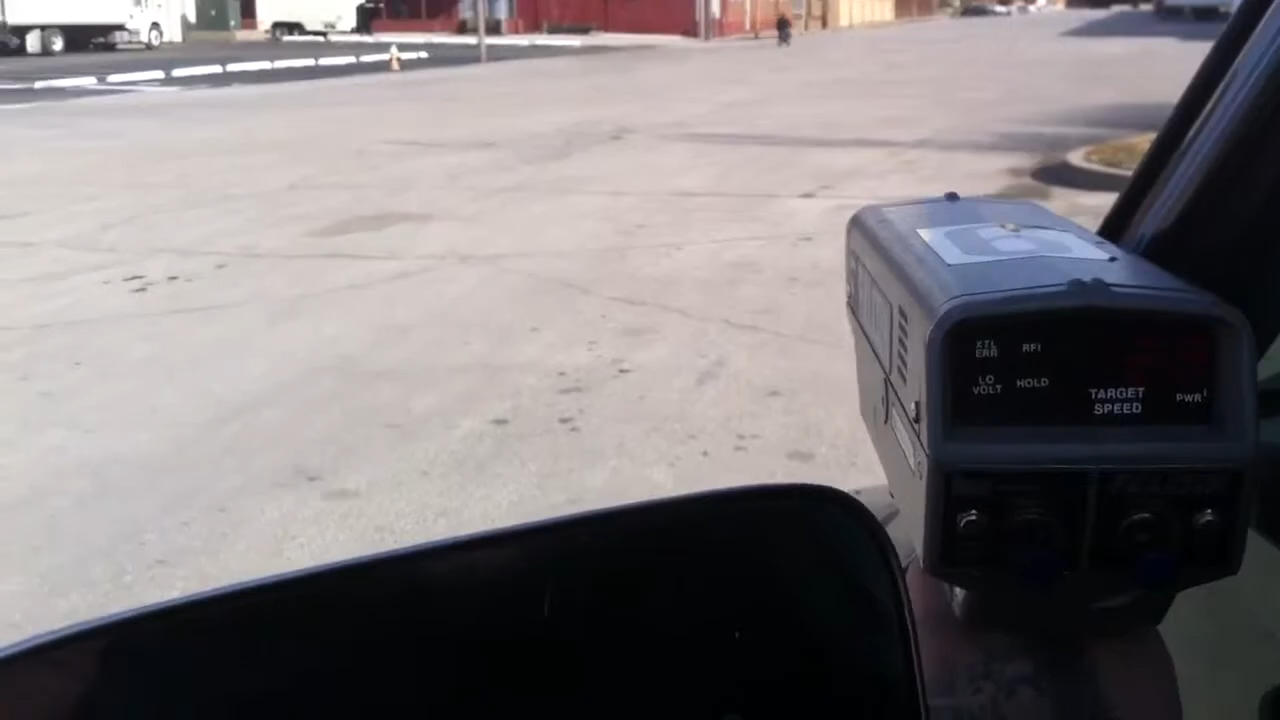 XTL
ERR
RFI
LO
VOLT
HOLD
TARGET
SPEED
PWR